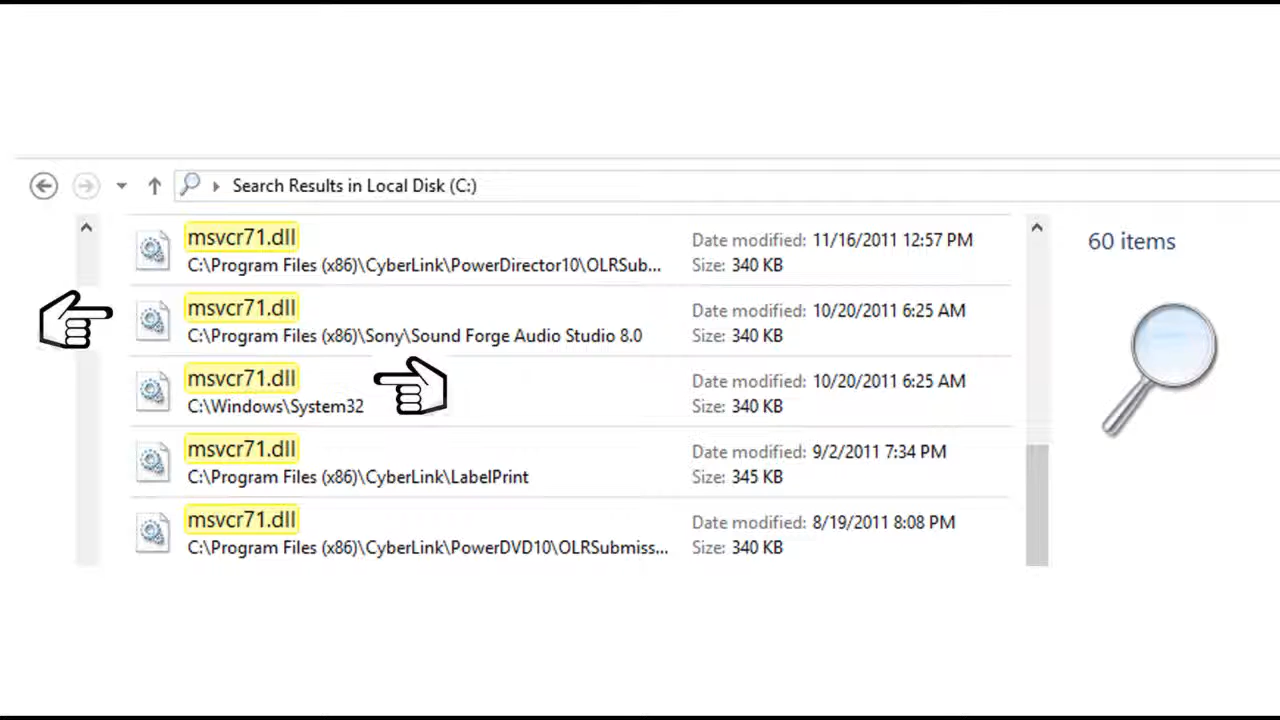 Search Results in Local Disk (C:)
60 items
msvcr71.dll
Date modified: 11/16/2011 12:57 PM
C:\Program Files (x86)\CyberLink\PowerDirector10\OLRSub...
Size: 340 KB
msvcr71.dll
Date modified: 10/20/2011 6:25 AM
C:\Program Files (x86)\Sony\Sound Forge Audio Studio 8.0
Size: 340 KB
msvcr71.dll
Date modified: 10/20/2011 6:25 AM
C:\Windows\System32
Size: 340 KB
msvcr71.dll
Date modified: 9/2/2011 7:34 PM
C:\Program Files (x86)\CyberLink\LabelPrint
Size: 345 KB
msvcr71.dll
Date modified: 8/19/2011 8:08 PM
C:\Program Files (x86)\CyberLink\PowerDVD10\OLRSubmiss...
Size: 340 KB